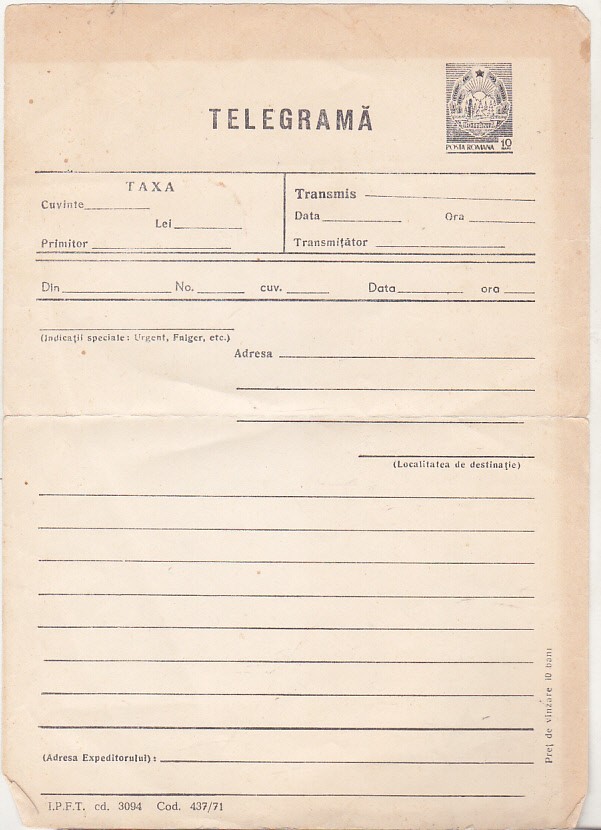 TELEGRAMĂ
POSTA ROMANA 10
TAXA
Cuvinte
Lei
Primitor
Transmis
Data Ora
Transmițător
Din No. cuv. Data ora
(Indicații speciale: Urgent, Fulger, etc.)
Adresa
(Localitatea de destinație)
(Adresa Expeditorului) :
Preț de vînzare 10 bani
I.P.F.T. cd. 3094 Cod. 437/71